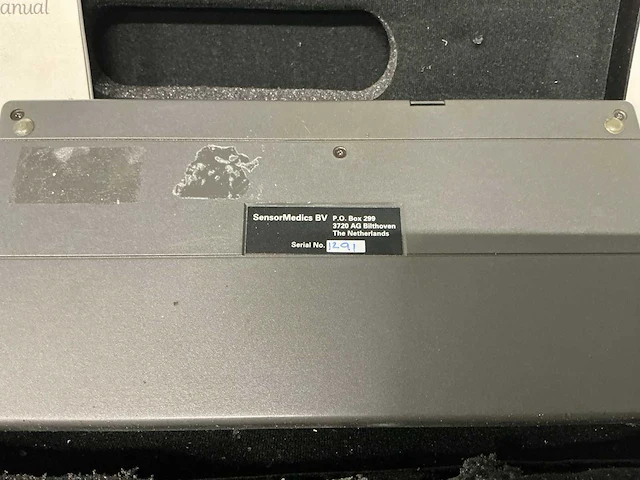 anual
SensorMedics BV
P.O. Box 299
3720 AG Bilthoven
The Netherlands
Serial No. 1291